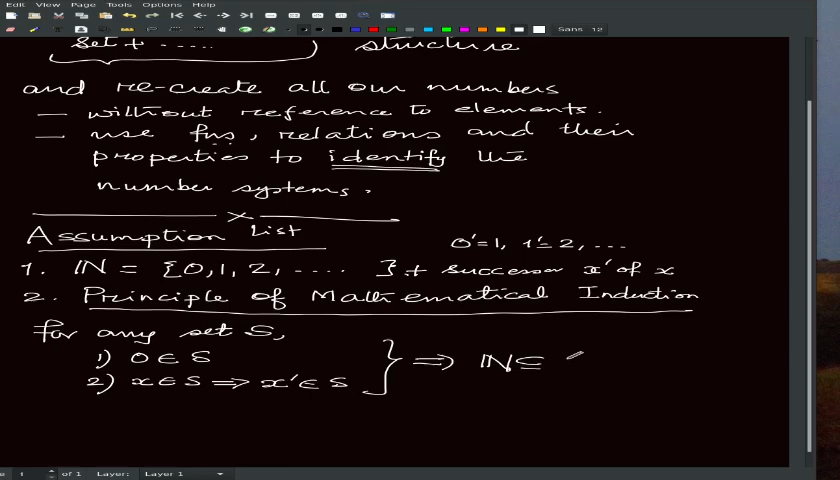 Edit View Page Tools Options Help
Sans 12
Set + ..... structure
and re-create all our numbers
— without reference to elements.
— use fns, relations and their
properties to identify the
number systems.
Assumption List
0'=1, 1'=2, ...
1. ℕ = {0,1,2, .... } + successor x' of x
2. Principle of Mathematical Induction
for any set S,
1) 0 ∈ S
2) x ∈ S ⟹ x' ∈ S } ⟹ ℕ ⊆
1 of 1 Layer: Layer 1